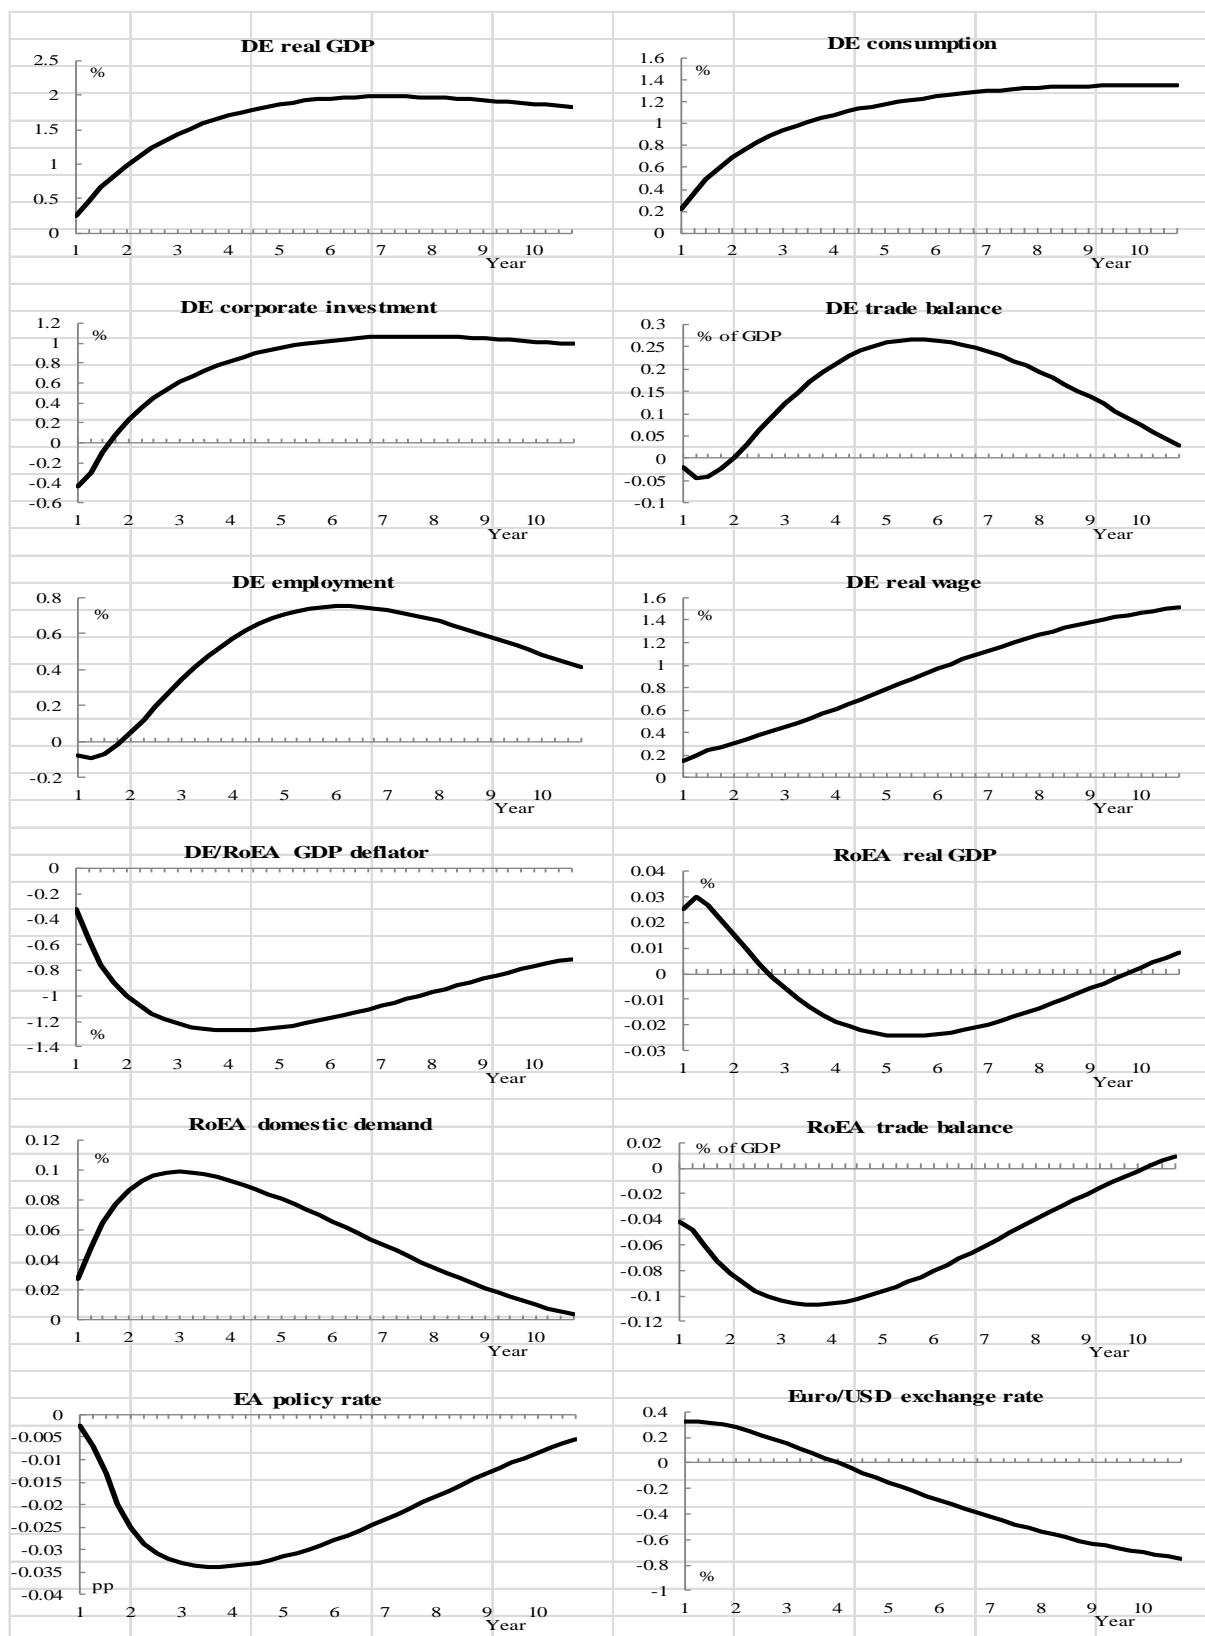 DE real GDP
%
2.5
2
1.5
1
0.5
0
1 2 3 4 5 6 7 8 9 10
Year
DE consumption
%
1.6
1.4
1.2
1
0.8
0.6
0.4
0.2
0
1 2 3 4 5 6 7 8 9 10
Year
DE corporate investment
%
1.2
1
0.8
0.6
0.4
0.2
0
-0.2
-0.4
-0.6
1 2 3 4 5 6 7 8 9 10
Year
DE trade balance
% of GDP
0.3
0.25
0.2
0.15
0.1
0.05
0
-0.05
-0.1
1 2 3 4 5 6 7 8 9 10
Year
DE employment
%
0.8
0.6
0.4
0.2
0
-0.2
1 2 3 4 5 6 7 8 9 10
Year
DE real wage
%
1.6
1.4
1.2
1
0.8
0.6
0.4
0.2
0
1 2 3 4 5 6 7 8 9 10
Year
DE/RoEA GDP deflator
0
-0.2
-0.4
-0.6
-0.8
-1
-1.2
-1.4
%
1 2 3 4 5 6 7 8 9 10
Year
RoEA real GDP
%
0.04
0.03
0.02
0.01
0
-0.01
-0.02
-0.03
1 2 3 4 5 6 7 8 9 10
Year
RoEA domestic demand
%
0.12
0.1
0.08
0.06
0.04
0.02
0
1 2 3 4 5 6 7 8 9 10
Year
RoEA trade balance
% of GDP
0.02
0
-0.02
-0.04
-0.06
-0.08
-0.1
-0.12
1 2 3 4 5 6 7 8 9 10
Year
EA policy rate
0
-0.005
-0.01
-0.015
-0.02
-0.025
-0.03
-0.035
-0.04
pp
1 2 3 4 5 6 7 8 9 10
Year
Euro/USD exchange rate
0.4
0.2
0
-0.2
-0.4
-0.6
-0.8
-1
%
1 2 3 4 5 6 7 8 9 10
Year